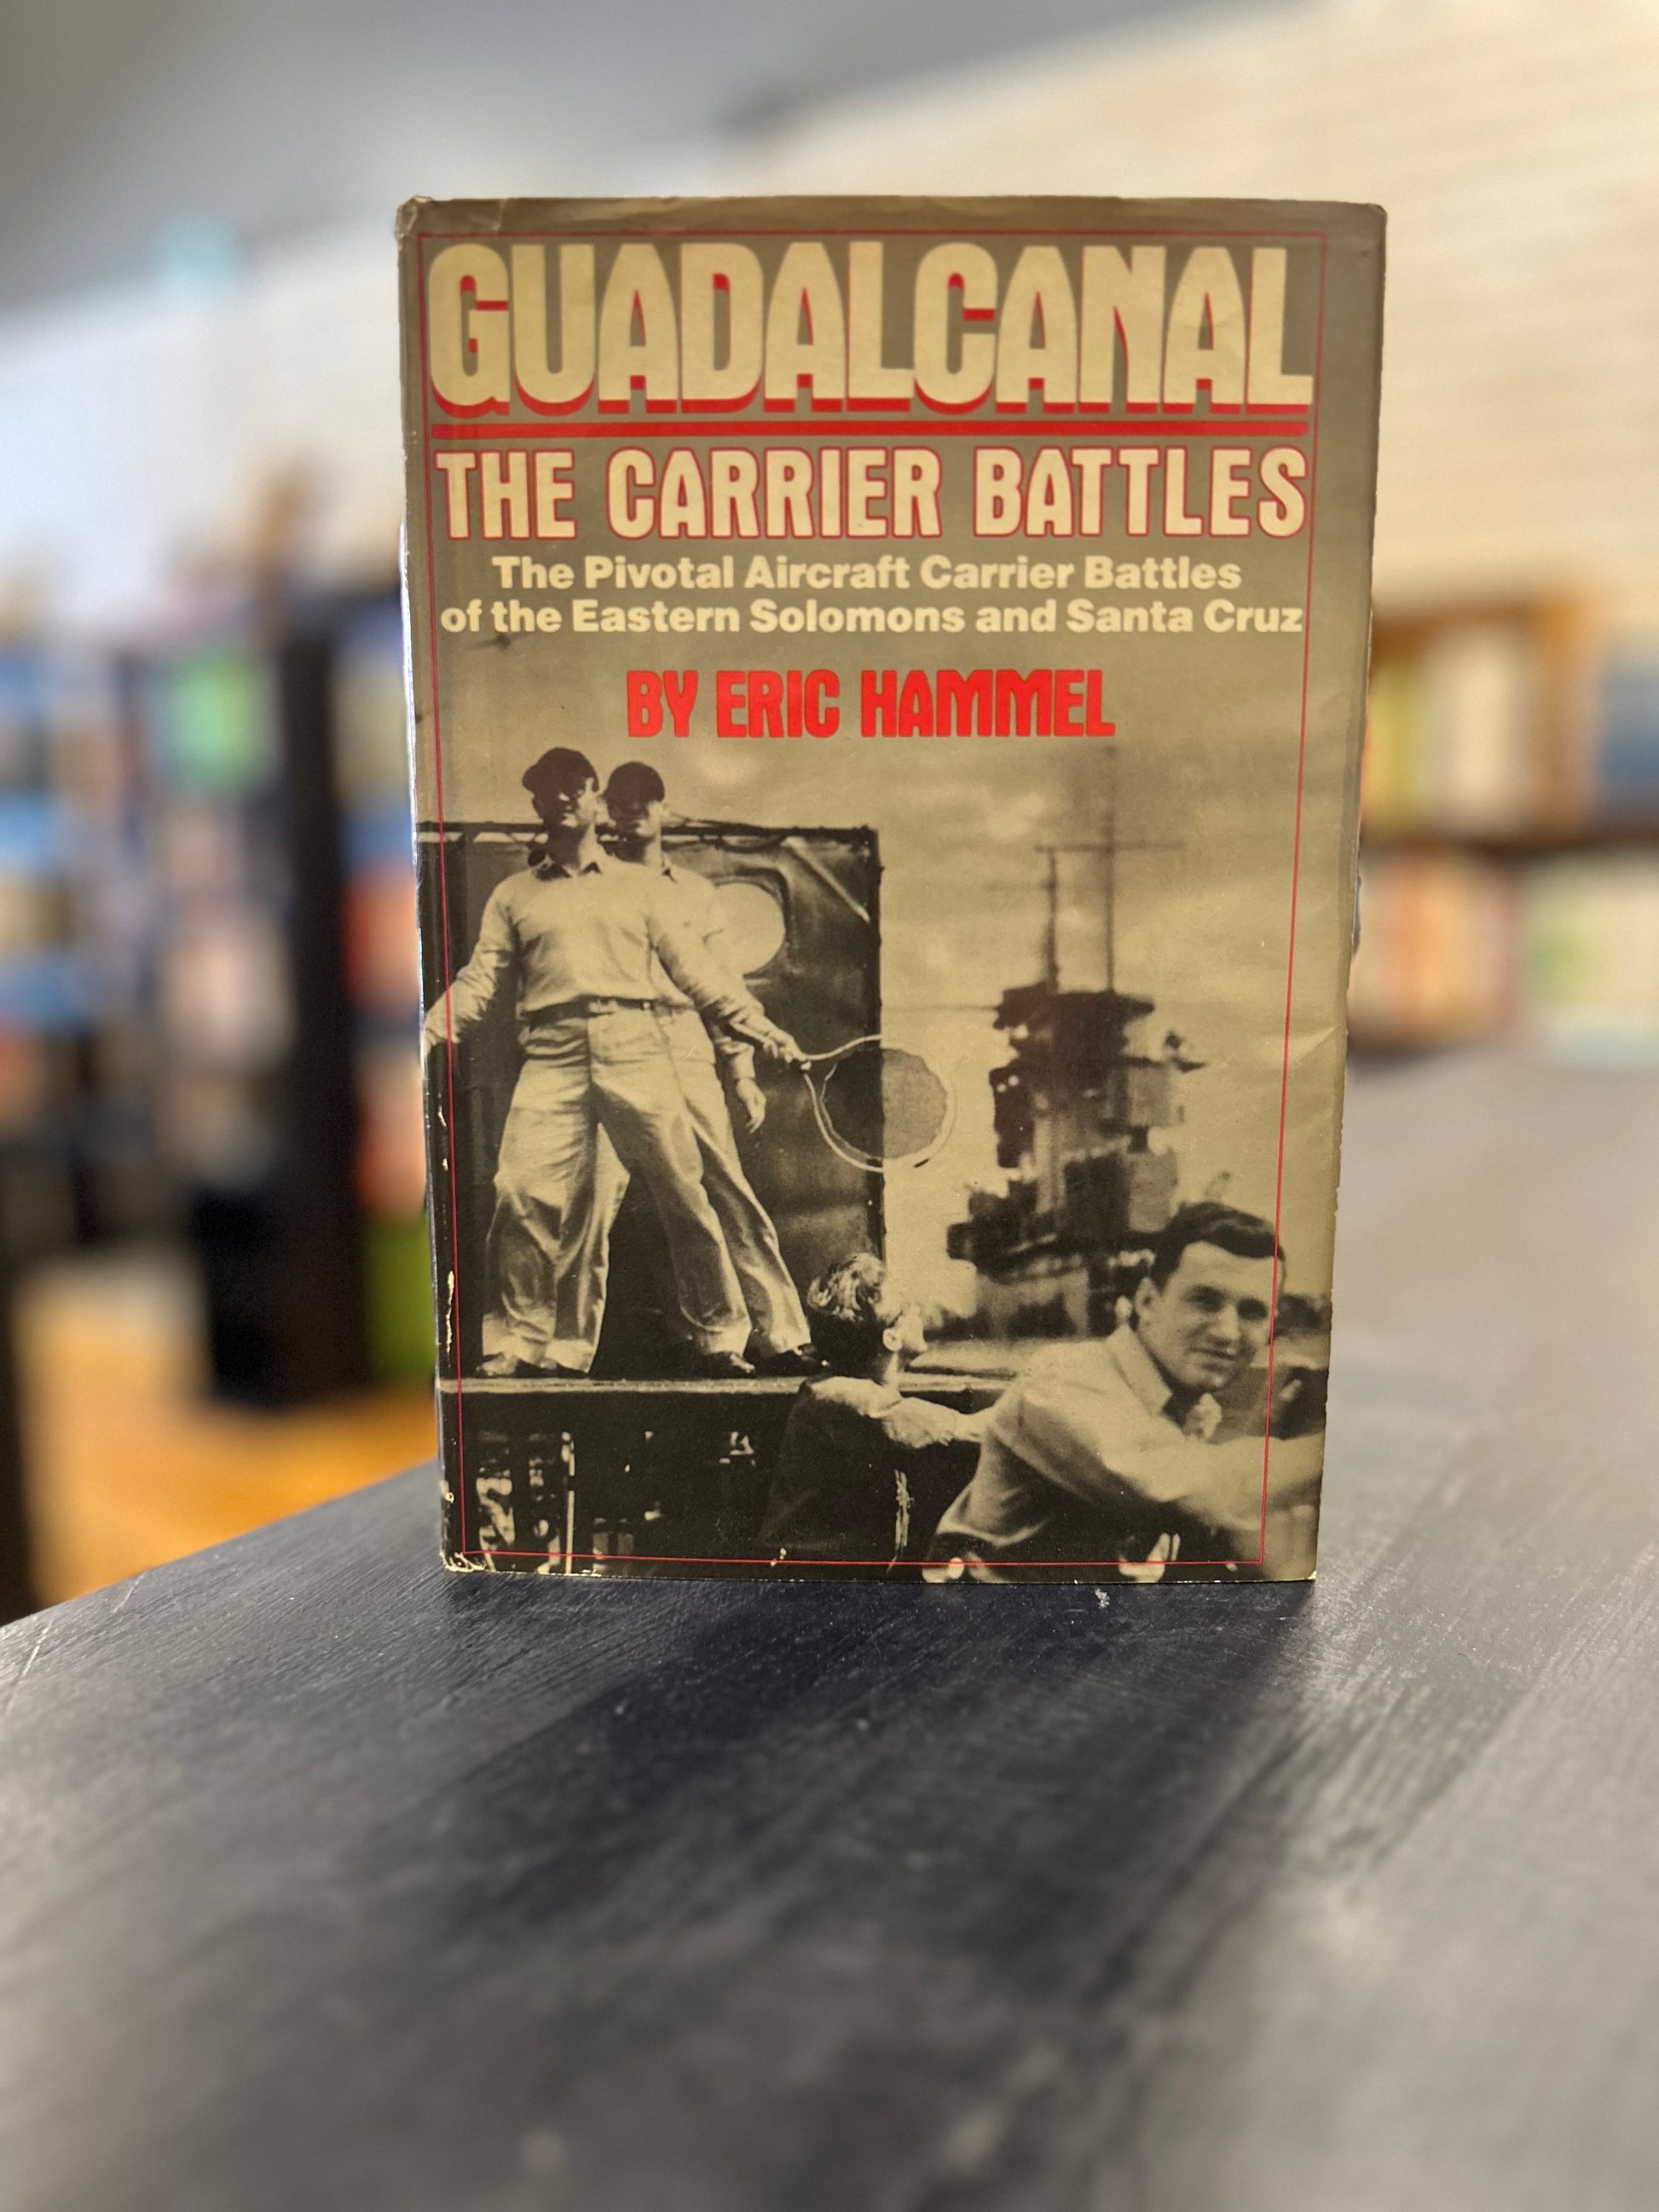 GUADALCANAL
THE CARRIER BATTLES
The Pivotal Aircraft Carrier Battles
of the Eastern Solomons and Santa Cruz
BY ERIC HAMMEL